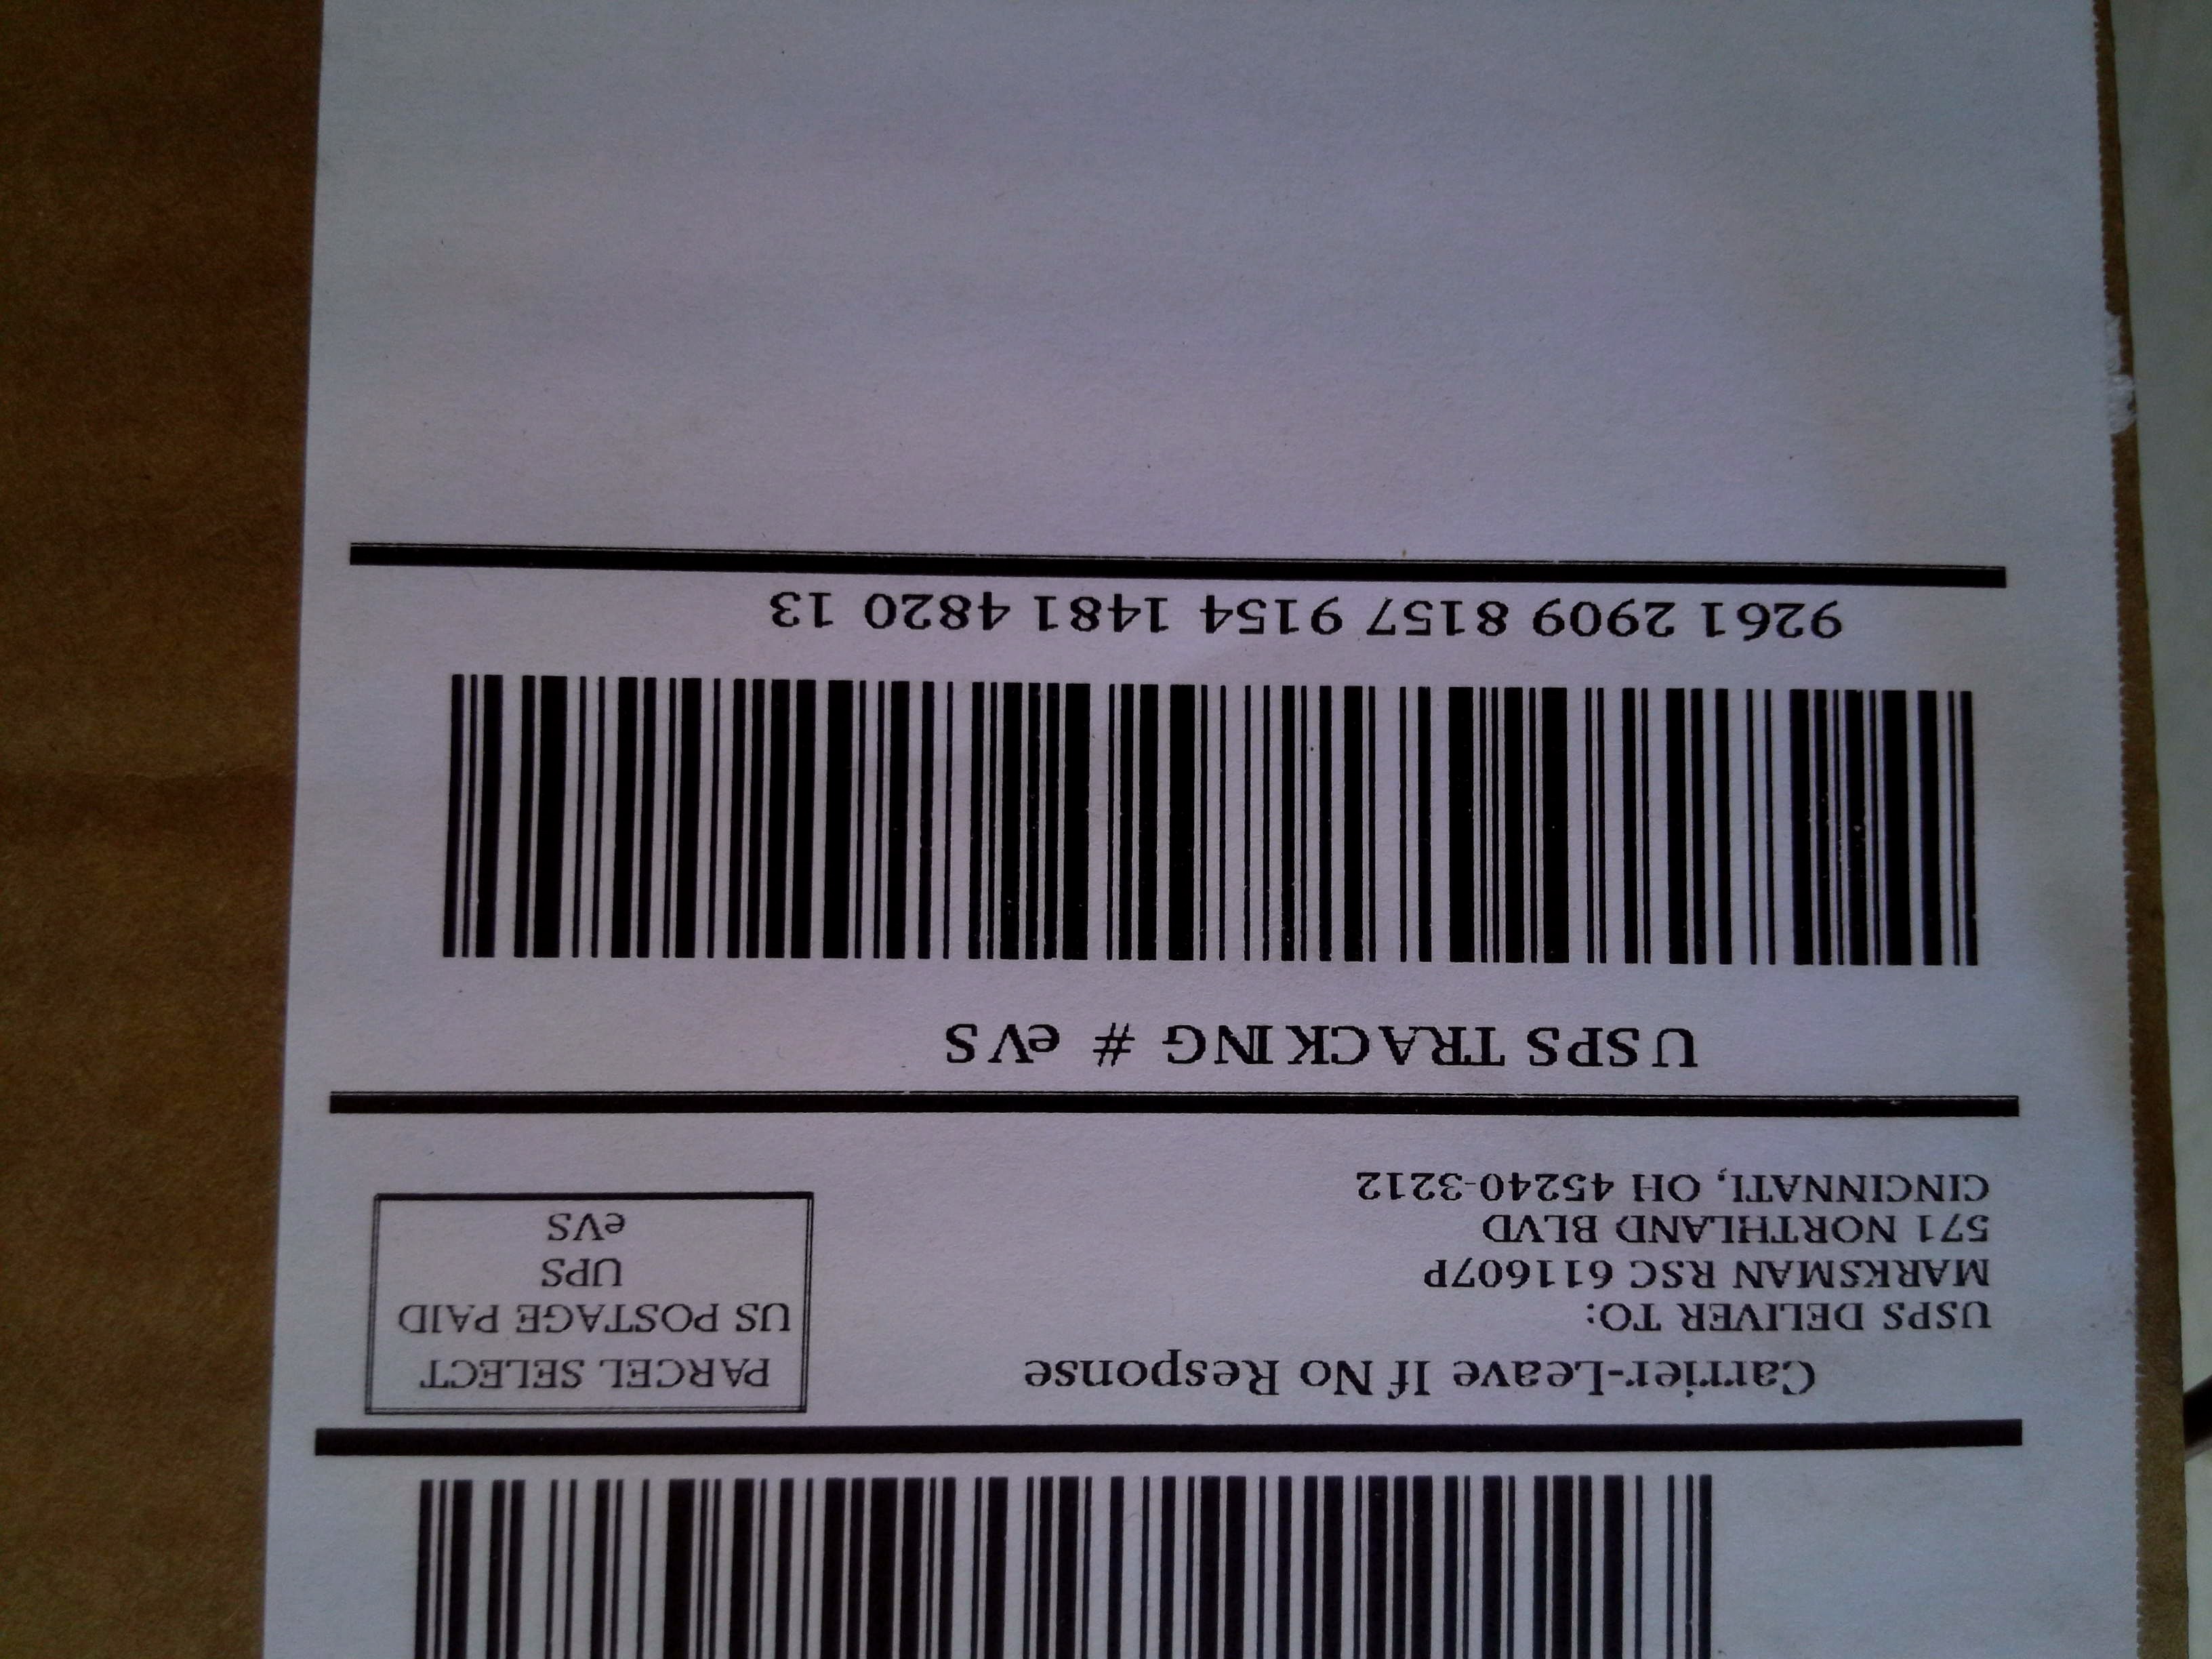 Carrier-Leave If No Response
USPS DELIVER TO:
MARKSMAN RSC 611607P
571 NORTHLAND BLVD
CINCINNATI, OH 45240-3212
PARCEL SELECT
US POSTAGE PAID
UPS
eVS
USPS TRACKING # eVS
9261 2909 8157 9154 1481 4820 13